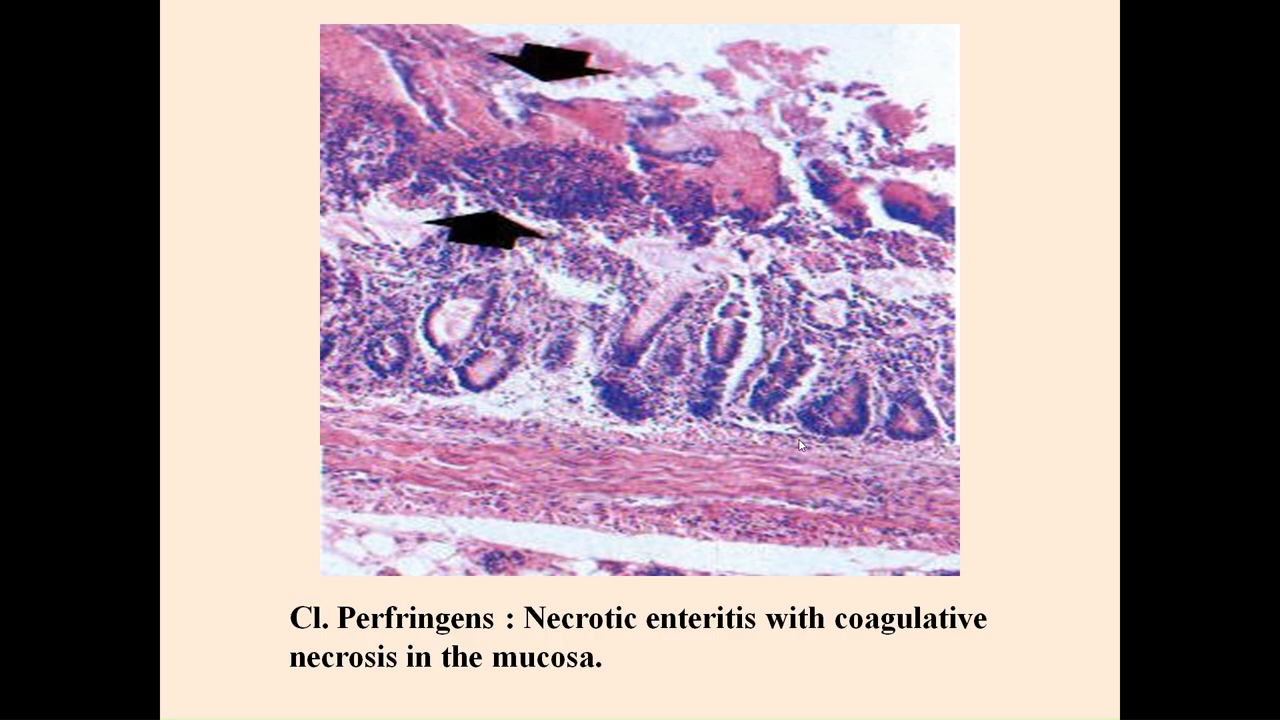 Cl. Perfringens : Necrotic enteritis with coagulative
necrosis in the mucosa.